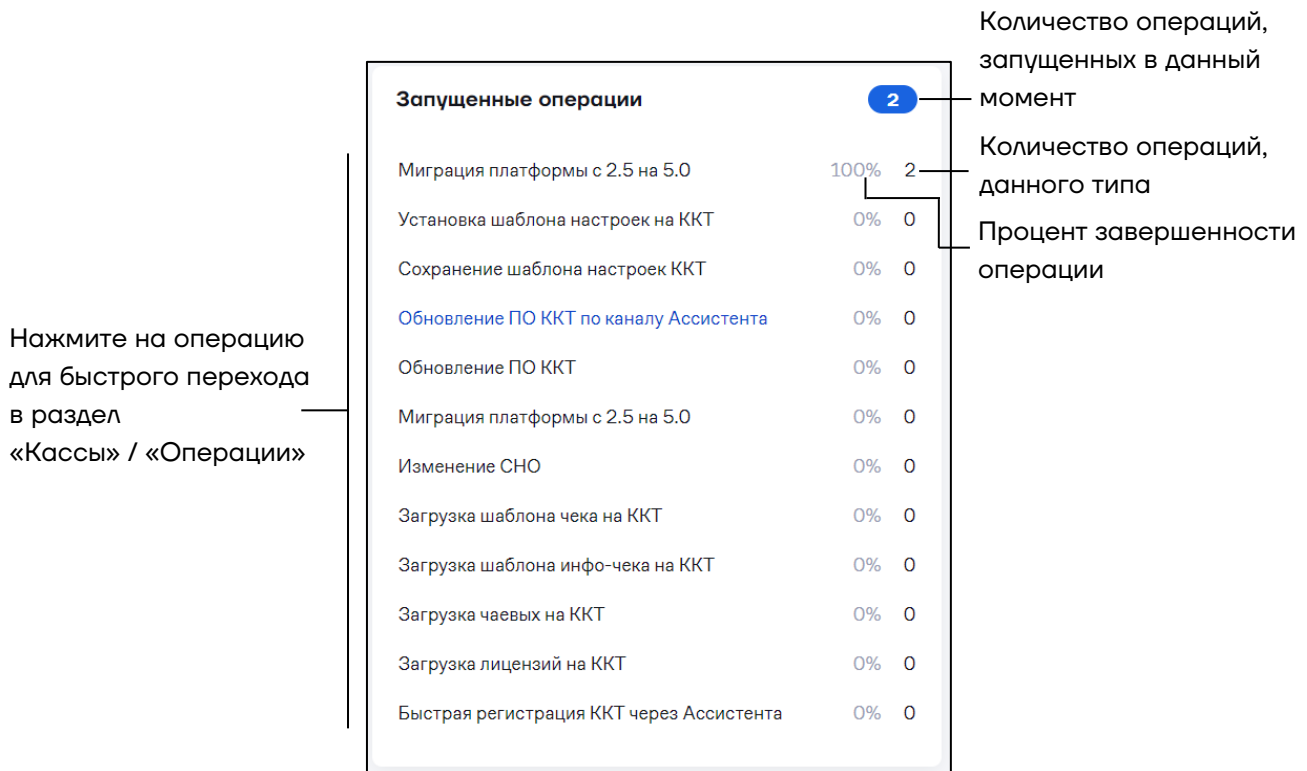 Количество операций,
запущенных в данный
момент
Запущенные операции 2
Количество операций,
данного типа
Процент завершенности
операции
Миграция платформы с 2.5 на 5.0 100% 2
Установка шаблона настроек на ККТ 0% 0
Сохранение шаблона настроек ККТ 0% 0
Обновление ПО ККТ по каналу Ассистента 0% 0
Обновление ПО ККТ 0% 0
Миграция платформы с 2.5 на 5.0 0% 0
Изменение СНО 0% 0
Загрузка шаблона чека на ККТ 0% 0
Загрузка шаблона инфо-чека на ККТ 0% 0
Загрузка чаевых на ККТ 0% 0
Загрузка лицензий на ККТ 0% 0
Быстрая регистрация ККТ через Ассистента 0% 0
Нажмите на операцию
для быстрого перехода
в раздел
«Кассы» / «Операции»